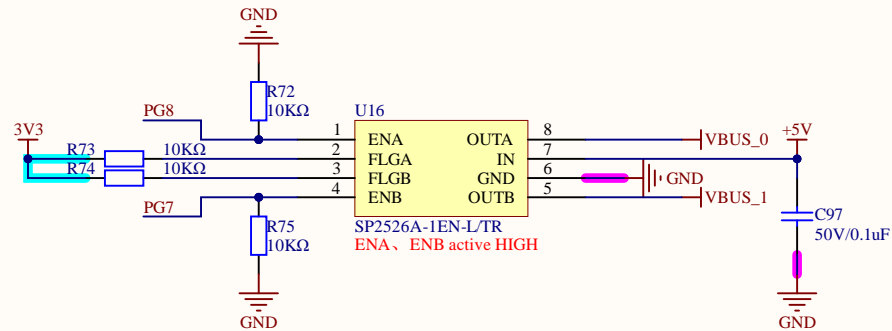 GND
R72
10KΩ
PG8
U16
3V3
+5V
1
ENA
OUTA
8
VBUS_0
R73
10KΩ
2
FLGA
IN
7
R74
10KΩ
3
FLGB
GND
6
GND
4
ENB
OUTB
5
VBUS_1
PG7
R75
10KΩ
SP2526A-1EN-L/TR
ENA、ENB active HIGH
C97
50V/0.1uF
GND
GND